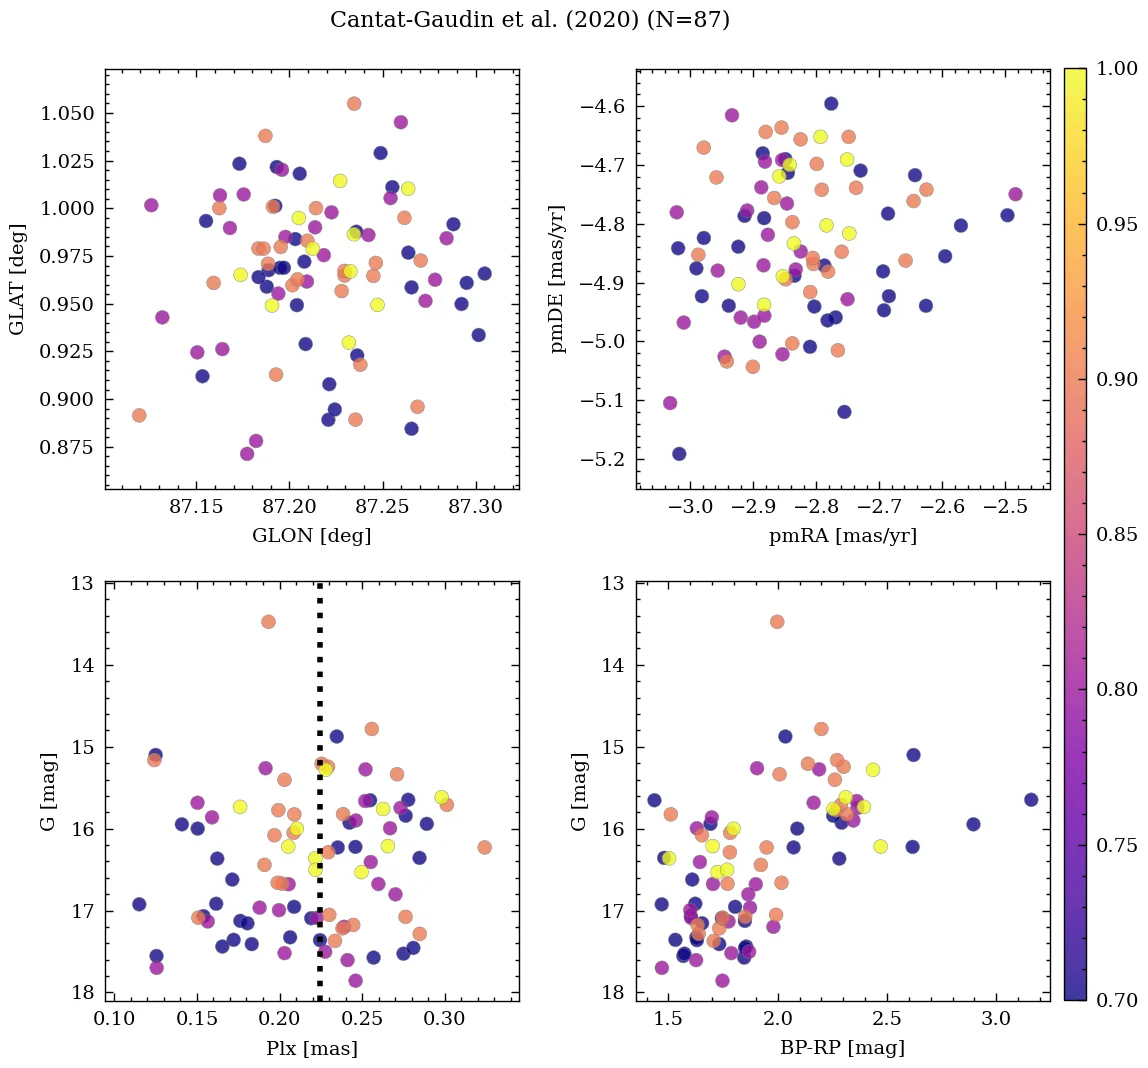 Cantat-Gaudin et al. (2020) (N=87)
1.050
1.025
1.000
0.975
0.950
0.925
0.900
0.875
GLAT [deg]
87.15 87.20 87.25 87.30
GLON [deg]
−4.6
−4.7
−4.8
−4.9
−5.0
−5.1
−5.2
pmDE [mas/yr]
−3.0 −2.9 −2.8 −2.7 −2.6 −2.5
pmRA [mas/yr]
1.00
0.95
0.90
0.85
0.80
0.75
0.70
13
14
15
16
17
18
G [mag]
0.10 0.15 0.20 0.25 0.30
Plx [mas]
13
14
15
16
17
18
G [mag]
1.5 2.0 2.5 3.0
BP-RP [mag]